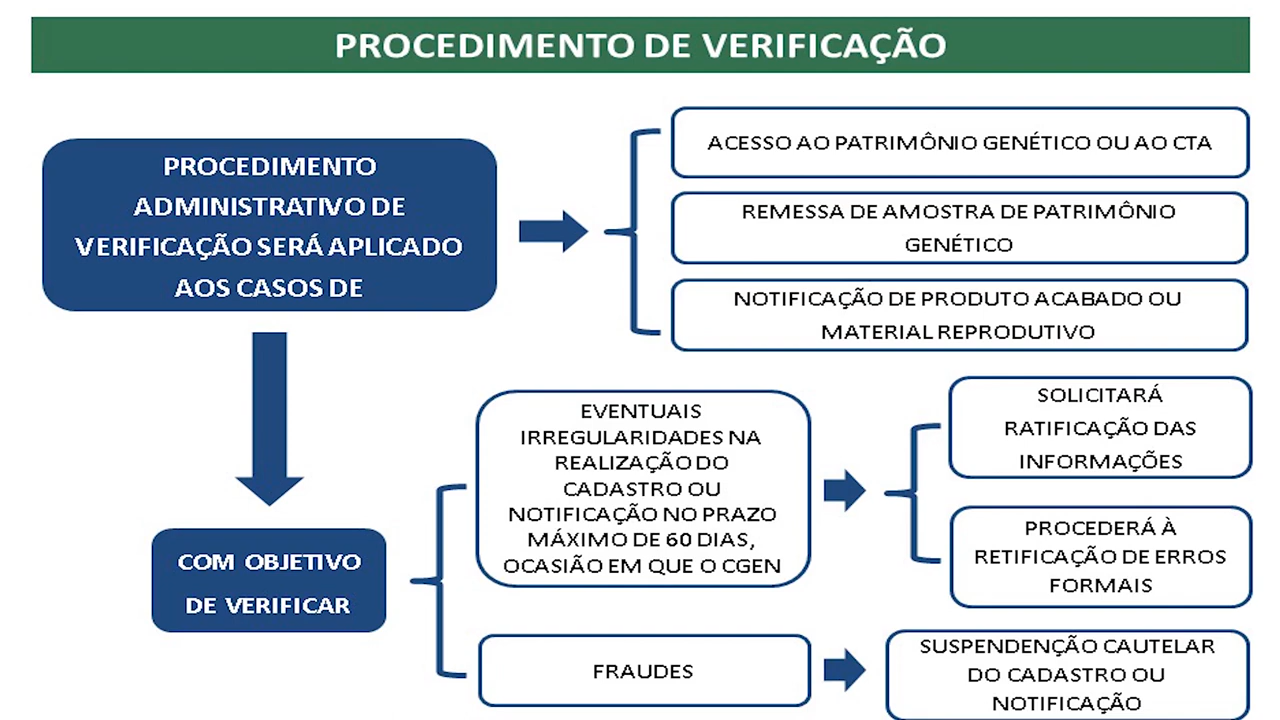 PROCEDIMENTO DE VERIFICAÇÃO
PROCEDIMENTO
ADMINISTRATIVO DE
VERIFICAÇÃO SERÁ APLICADO
AOS CASOS DE
ACESSO AO PATRIMÔNIO GENÉTICO OU AO CTA
REMESSA DE AMOSTRA DE PATRIMÔNIO
GENÉTICO
NOTIFICAÇÃO DE PRODUTO ACABADO OU
MATERIAL REPRODUTIVO
COM OBJETIVO
DE VERIFICAR
EVENTUAIS
IRREGULARIDADES NA
REALIZAÇÃO DO
CADASTRO OU
NOTIFICAÇÃO NO PRAZO
MÁXIMO DE 60 DIAS,
OCASIÃO EM QUE O CGEN
SOLICITARÁ
RATIFICAÇÃO DAS
INFORMAÇÕES
PROCEDERÁ À
RETIFICAÇÃO DE ERROS
FORMAIS
FRAUDES
SUSPENDENÇÃO CAUTELAR
DO CADASTRO OU
NOTIFICAÇÃO